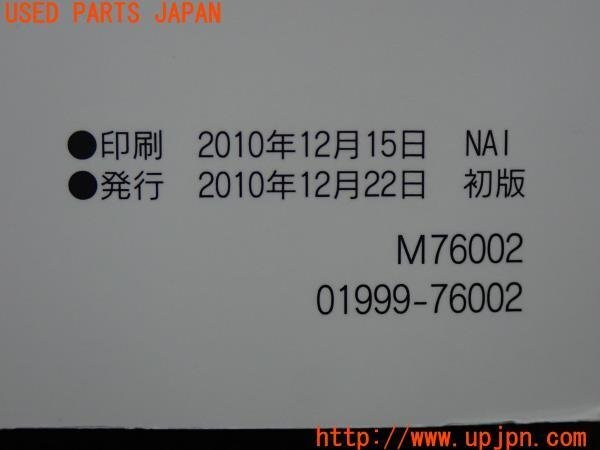 USED PARTS JAPAN
●印刷 2010年12月15日 NAI
●発行 2010年12月22日 初版
M76002
01999-76002
http://www.upjpn.com